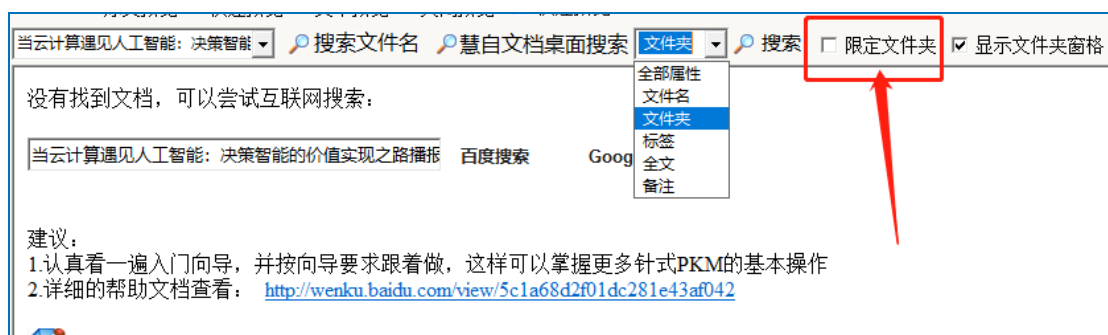 当云计算遇见人工智能：决策智能 搜索文件名 慧自文档桌面搜索 文件夹 搜索 限定文件夹 显示文件夹窗格
全部属性
文件名
文件夹
标签
全文
备注
没有找到文档，可以尝试互联网搜索：
当云计算遇见人工智能：决策智能的价值实现之路播报 百度搜索 Goog
建议：
1.认真看一遍入门向导，并按向导要求跟着做，这样可以掌握更多针式PKM的基本操作
2.详细的帮助文档查看： http://wenku.baidu.com/view/5c1a68d2f01dc281e43af042